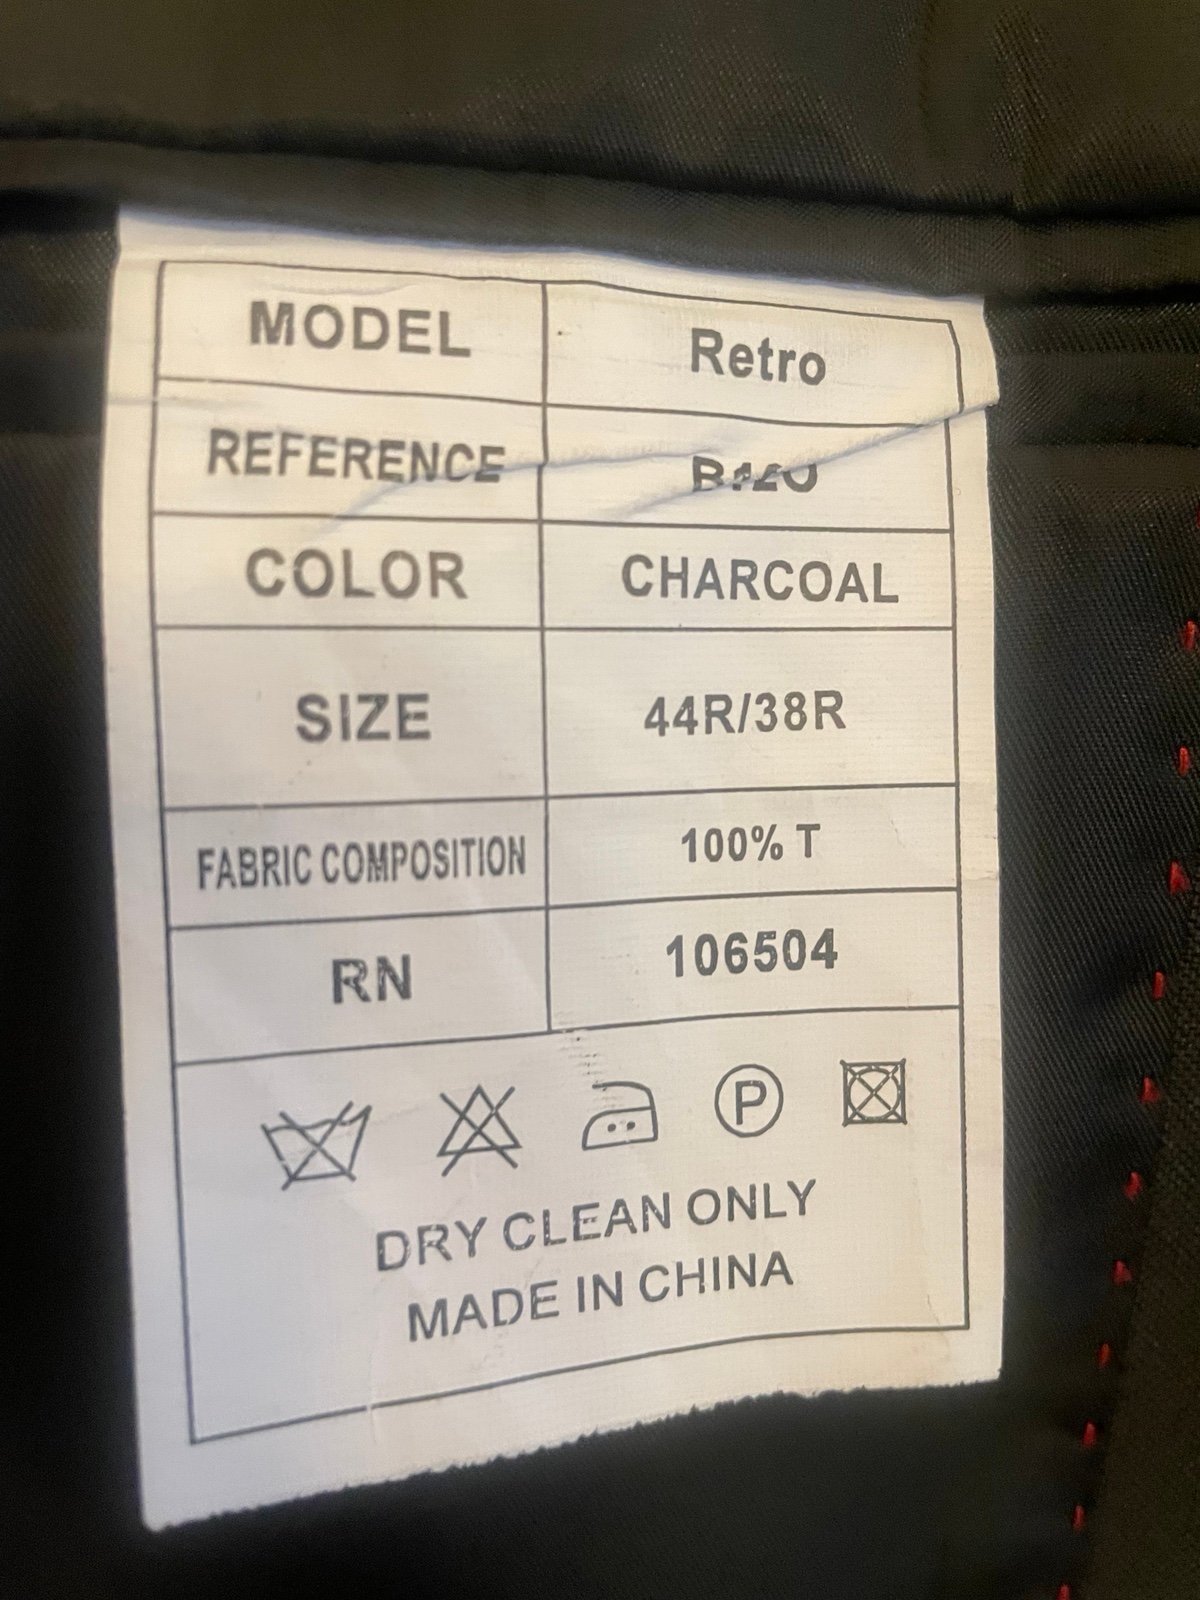 MODEL Retro
REFERENCE
COLOR CHARCOAL
SIZE 44R/38R
FABRIC COMPOSITION 100% T
RN 106504
P
DRY CLEAN ONLY
MADE IN CHINA